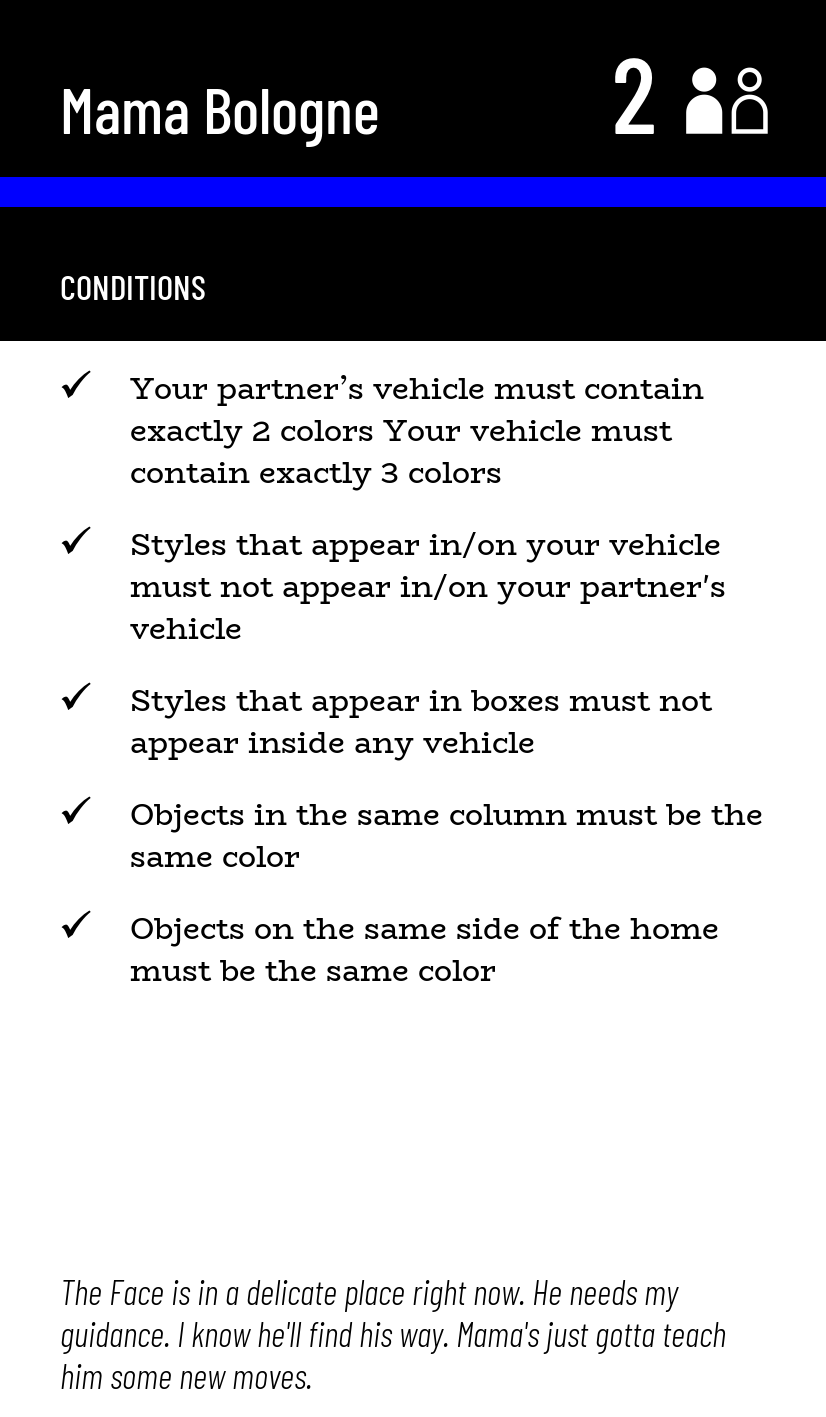 Mama Bologne 2
CONDITIONS
✓ Your partner’s vehicle must contain
exactly 2 colors Your vehicle must
contain exactly 3 colors
✓ Styles that appear in/on your vehicle
must not appear in/on your partner's
vehicle
✓ Styles that appear in boxes must not
appear inside any vehicle
✓ Objects in the same column must be the
same color
✓ Objects on the same side of the home
must be the same color
The Face is in a delicate place right now. He needs my
guidance. I know he'll find his way. Mama's just gotta teach
him some new moves.